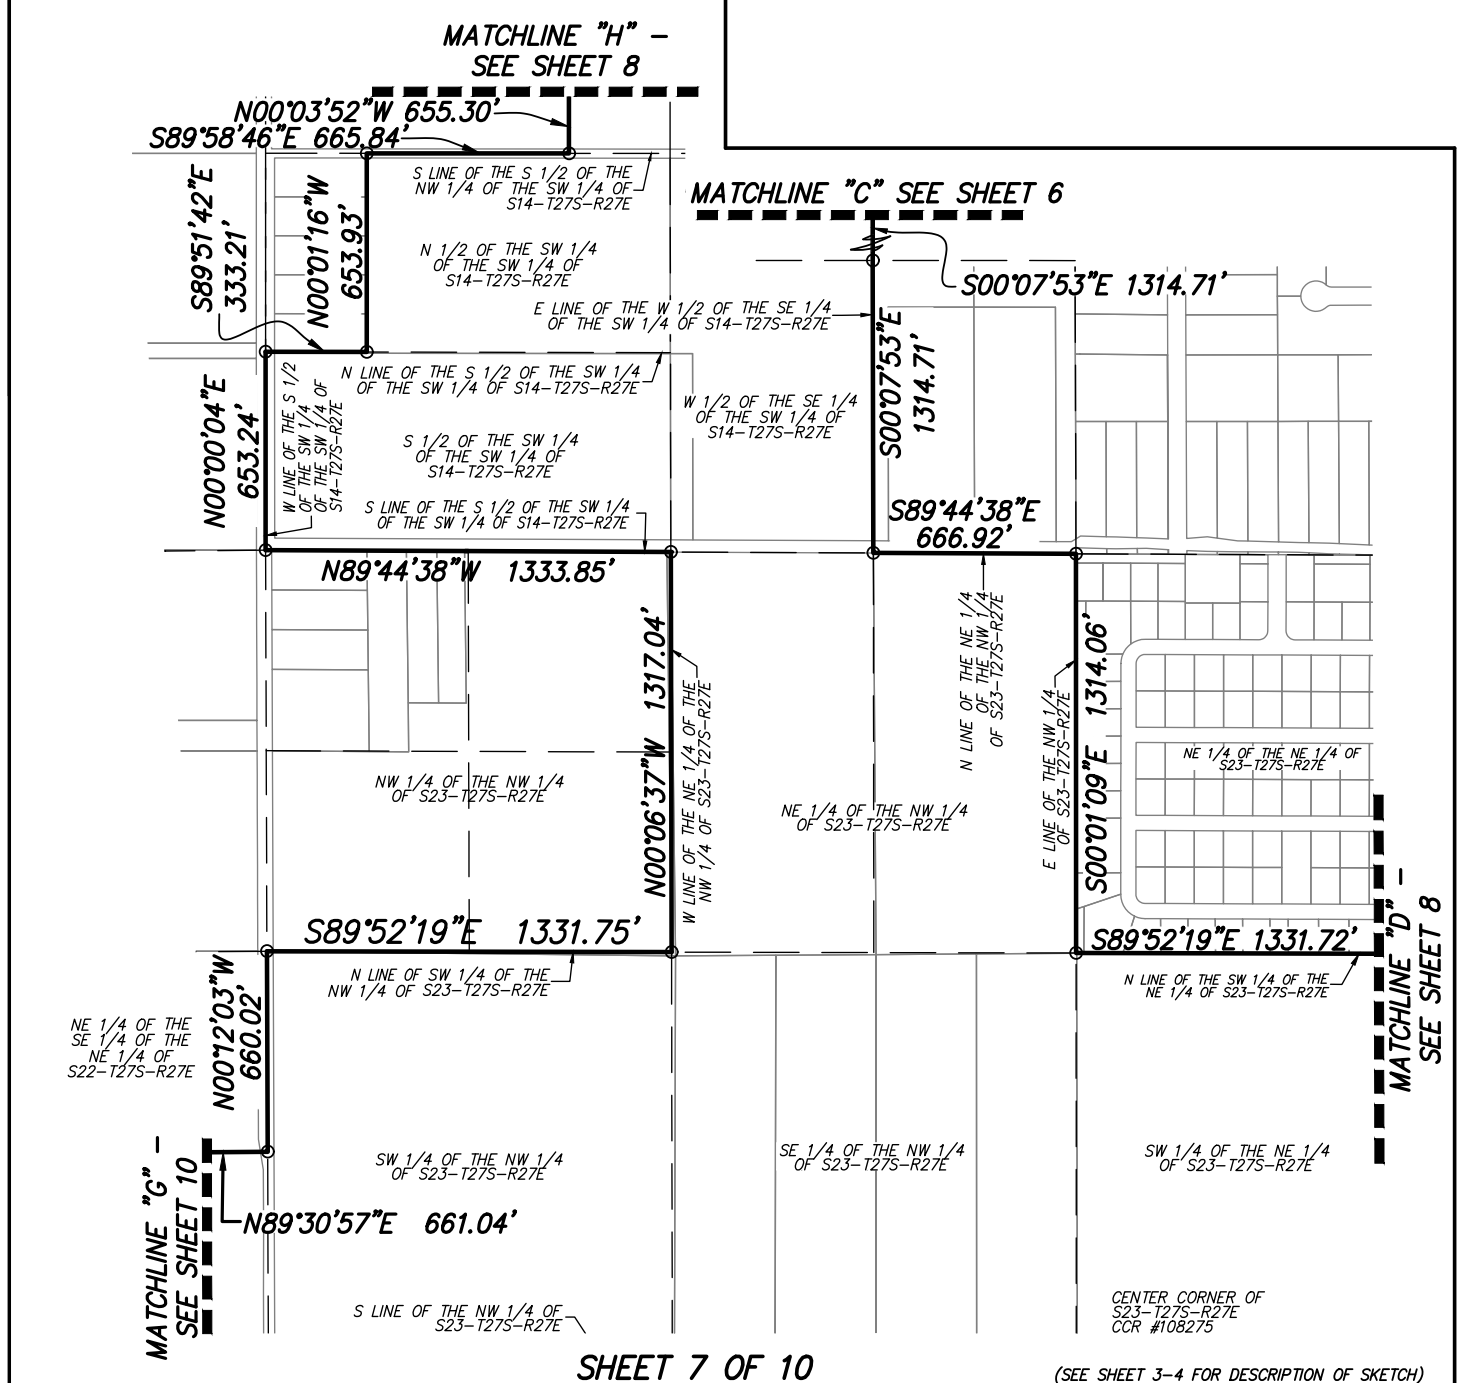 MATCHLINE "H" -
SEE SHEET 8
N00°03'52"W 655.30'
S89°58'46"E 665.84'
S LINE OF THE S 1/2 OF THE
NW 1/4 OF THE SW 1/4 OF
S14-T27S-R27E
MATCHLINE "C" SEE SHEET 6
S89°51'42"E
333.21'
N00°01'16"W
653.93'
N 1/2 OF THE SW 1/4
OF THE SW 1/4 OF
S14-T27S-R27E
S00°07'53"E 1314.71'
E LINE OF THE W 1/2 OF THE SE 1/4
OF THE SW 1/4 OF S14-T27S-R27E
S00°07'53"E
1314.71'
N00°00'04"E
653.24'
W LINE OF THE S 1/2
OF THE SW 1/4
OF THE SW 1/4 OF
S14-T27S-R27E
N LINE OF THE S 1/2 OF THE SW 1/4
OF THE SW 1/4 OF S14-T27S-R27E
W 1/2 OF THE SE 1/4
OF THE SW 1/4 OF
S14-T27S-R27E
S 1/2 OF THE SW 1/4
OF THE SW 1/4 OF
S14-T27S-R27E
S LINE OF THE S 1/2 OF THE SW 1/4
OF THE SW 1/4 OF S14-T27S-R27E
S89°44'38"E
666.92'
N89°44'38"W 1333.85'
N00°06'37"W 1317.04'
W LINE OF THE NE 1/4 OF THE
NW 1/4 OF S23-T27S-R27E
N LINE OF THE NE 1/4
OF THE NW 1/4
OF S23-T27S-R27E
E LINE OF THE NW 1/4
OF S23-T27S-R27E
S00°01'09"E 1314.06'
NE 1/4 OF THE NE 1/4 OF
S23-T27S-R27E
NW 1/4 OF THE NW 1/4
OF S23-T27S-R27E
NE 1/4 OF THE NW 1/4
OF S23-T27S-R27E
S89°52'19"E 1331.75'
S89°52'19"E 1331.72'
N LINE OF SW 1/4 OF THE
NW 1/4 OF S23-T27S-R27E
N LINE OF THE SW 1/4 OF THE
NE 1/4 OF S23-T27S-R27E
MATCHLINE "D" -
SEE SHEET 8
NE 1/4 OF THE
SE 1/4 OF THE
NE 1/4 OF
S22-T27S-R27E
N00°12'03"W
660.02'
MATCHLINE "G" -
SEE SHEET 10
SW 1/4 OF THE NW 1/4
OF S23-T27S-R27E
SE 1/4 OF THE NW 1/4
OF S23-T27S-R27E
SW 1/4 OF THE NE 1/4
OF S23-T27S-R27E
N89°30'57"E 661.04'
S LINE OF THE NW 1/4 OF
S23-T27S-R27E
CENTER CORNER OF
S23-T27S-R27E
CCR #108275
SHEET 7 OF 10
(SEE SHEET 3-4 FOR DESCRIPTION OF SKETCH)